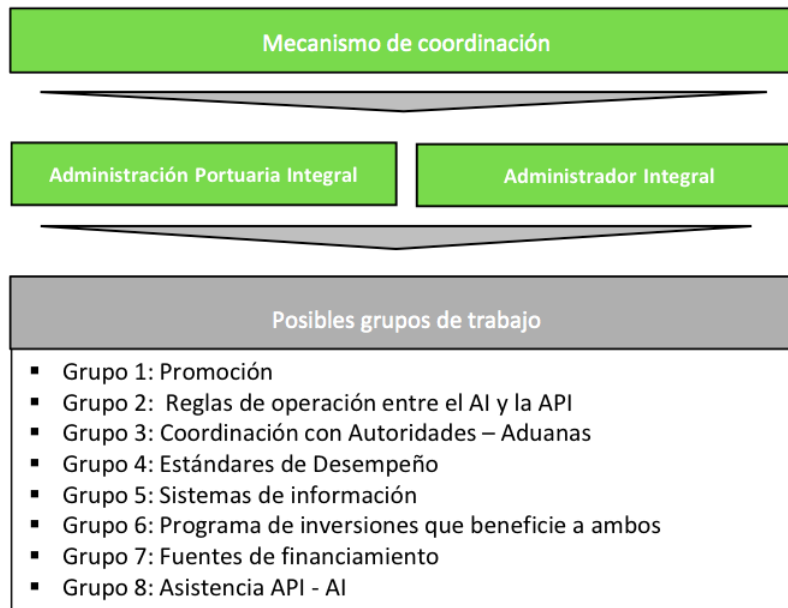 Mecanismo de coordinación
Administración Portuaria Integral
Administrador Integral
Posibles grupos de trabajo
▪ Grupo 1: Promoción
▪ Grupo 2: Reglas de operación entre el AI y la API
▪ Grupo 3: Coordinación con Autoridades – Aduanas
▪ Grupo 4: Estándares de Desempeño
▪ Grupo 5: Sistemas de información
▪ Grupo 6: Programa de inversiones que beneficie a ambos
▪ Grupo 7: Fuentes de financiamiento
▪ Grupo 8: Asistencia API - AI